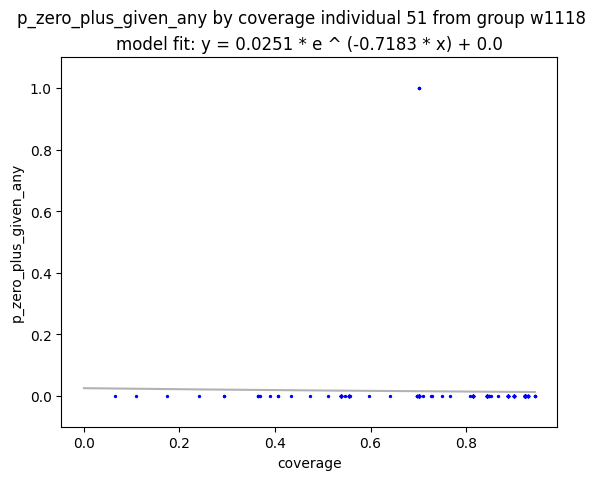 p_zero_plus_given_any by coverage individual 51 from group w1118
model fit: y = 0.0251 * e ^ (-0.7183 * x) + 0.0
1.0
0.8
0.6
0.4
0.2
0.0
p_zero_plus_given_any
0.0 0.2 0.4 0.6 0.8
coverage